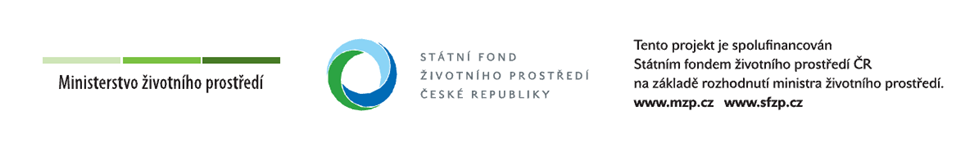 Ministerstvo životního prostředí
STÁTNÍ FOND
ŽIVOTNÍHO PROSTŘEDÍ
ČESKÉ REPUBLIKY
Tento projekt je spolufinancován
Státním fondem životního prostředí ČR
na základě rozhodnutí ministra životního prostředí.
www.mzp.cz www.sfzp.cz